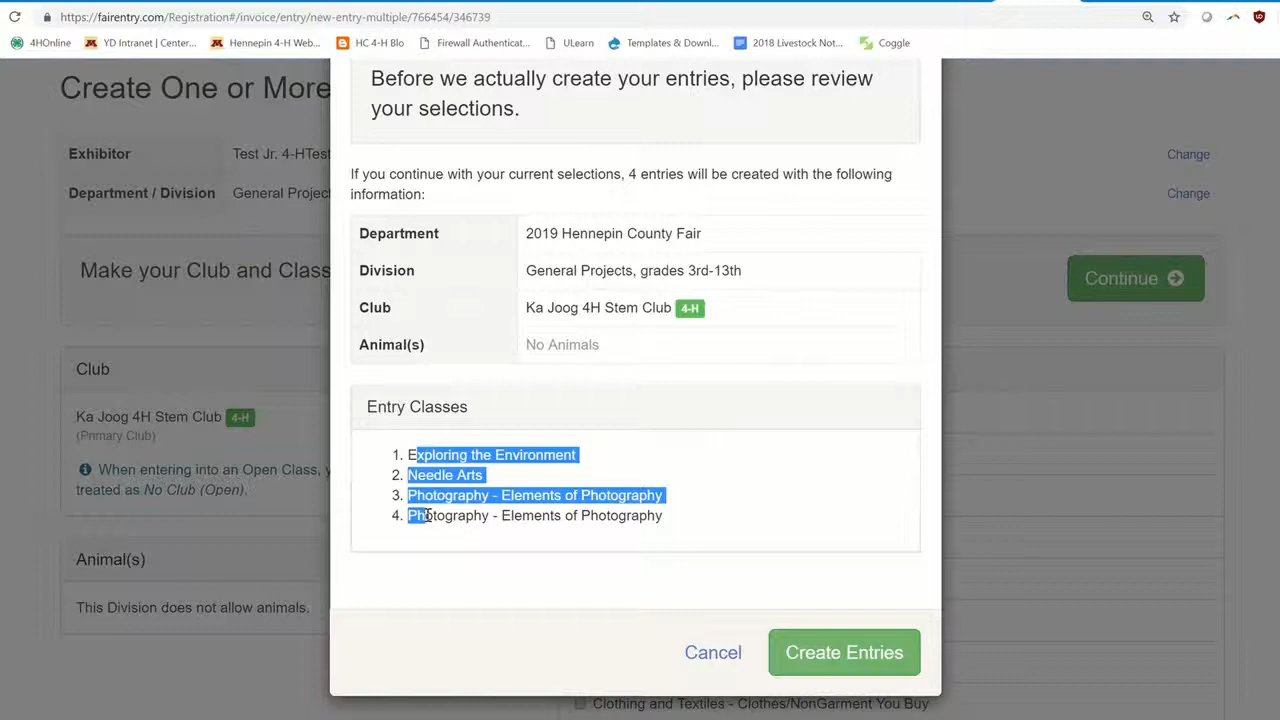 https://fairentry.com/Registration#/invoice/entry/new-entry-multiple/766454/346739
4HOnline YD Intranet | Center... Hennepin 4-H Web... HC 4-H Blo Firewall Authenticat... ULearn Templates & Downl... 2018 Livestock Not... Coggle
Create One or More
Before we actually create your entries, please review
your selections.
Exhibitor Test Jr. 4-HTest
Change
Department / Division General Project
Change
If you continue with your current selections, 4 entries will be created with the following
information:
Department 2019 Hennepin County Fair
Division General Projects, grades 3rd-13th
Club Ka Joog 4H Stem Club 4-H
Animal(s) No Animals
Make your Club and Class
Continue
Club
Ka Joog 4H Stem Club 4-H
(Primary Club)
When entering into an Open Class, y
treated as No Club (Open).
Entry Classes
1. Exploring the Environment
2. Needle Arts
3. Photography - Elements of Photography
4. Photography - Elements of Photography
Animal(s)
This Division does not allow animals.
Cancel Create Entries
Clothing and Textiles - Clothes/NonGarment You Buy